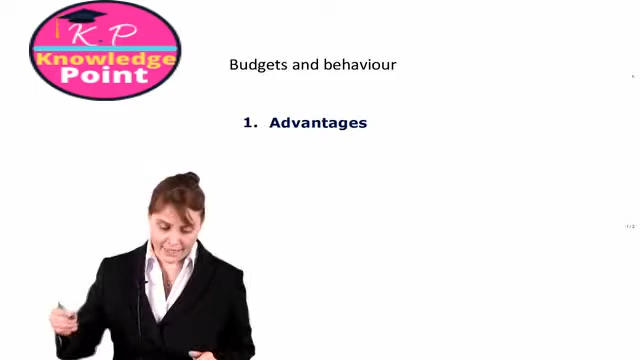 K.P
Knowledge
Point
Budgets and behaviour
1. Advantages